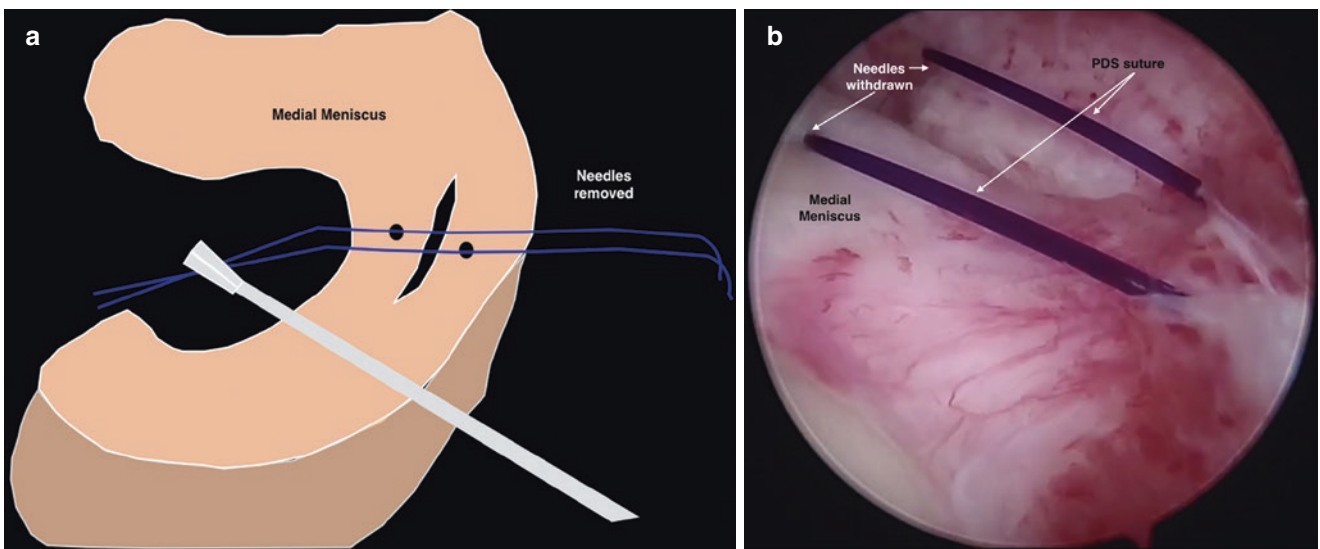 a
Medial Meniscus
Needles
removed
b
Needles
withdrawn
PDS suture
Medial
Meniscus